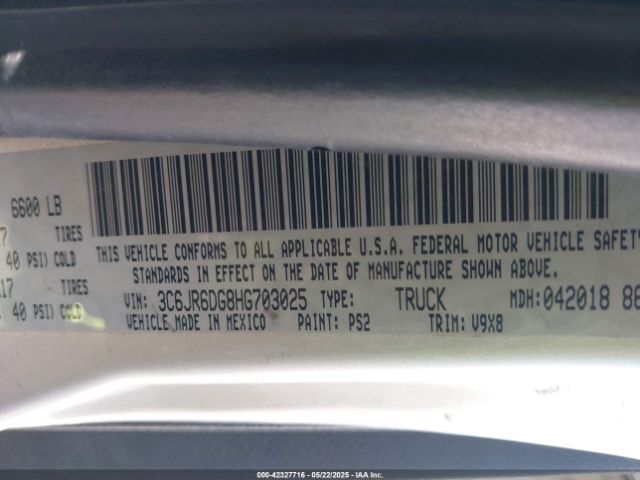 6600 LB
TIRES
40 PSI) COLD
TIRES
40 PSI) COLD
THIS VEHICLE CONFORMS TO ALL APPLICABLE U.S.A. FEDERAL MOTOR VEHICLE SAFETY
STANDARDS IN EFFECT ON THE DATE OF MANUFACTURE SHOWN ABOVE.
VIN: 3C6JR6DG8HG703025 TYPE: TRUCK MDH: 042018 88
VEHICLE MADE IN MEXICO PAINT: PS2 TRIM: V9X8
000-42327716 - 05/22/2025 - IAA Inc.